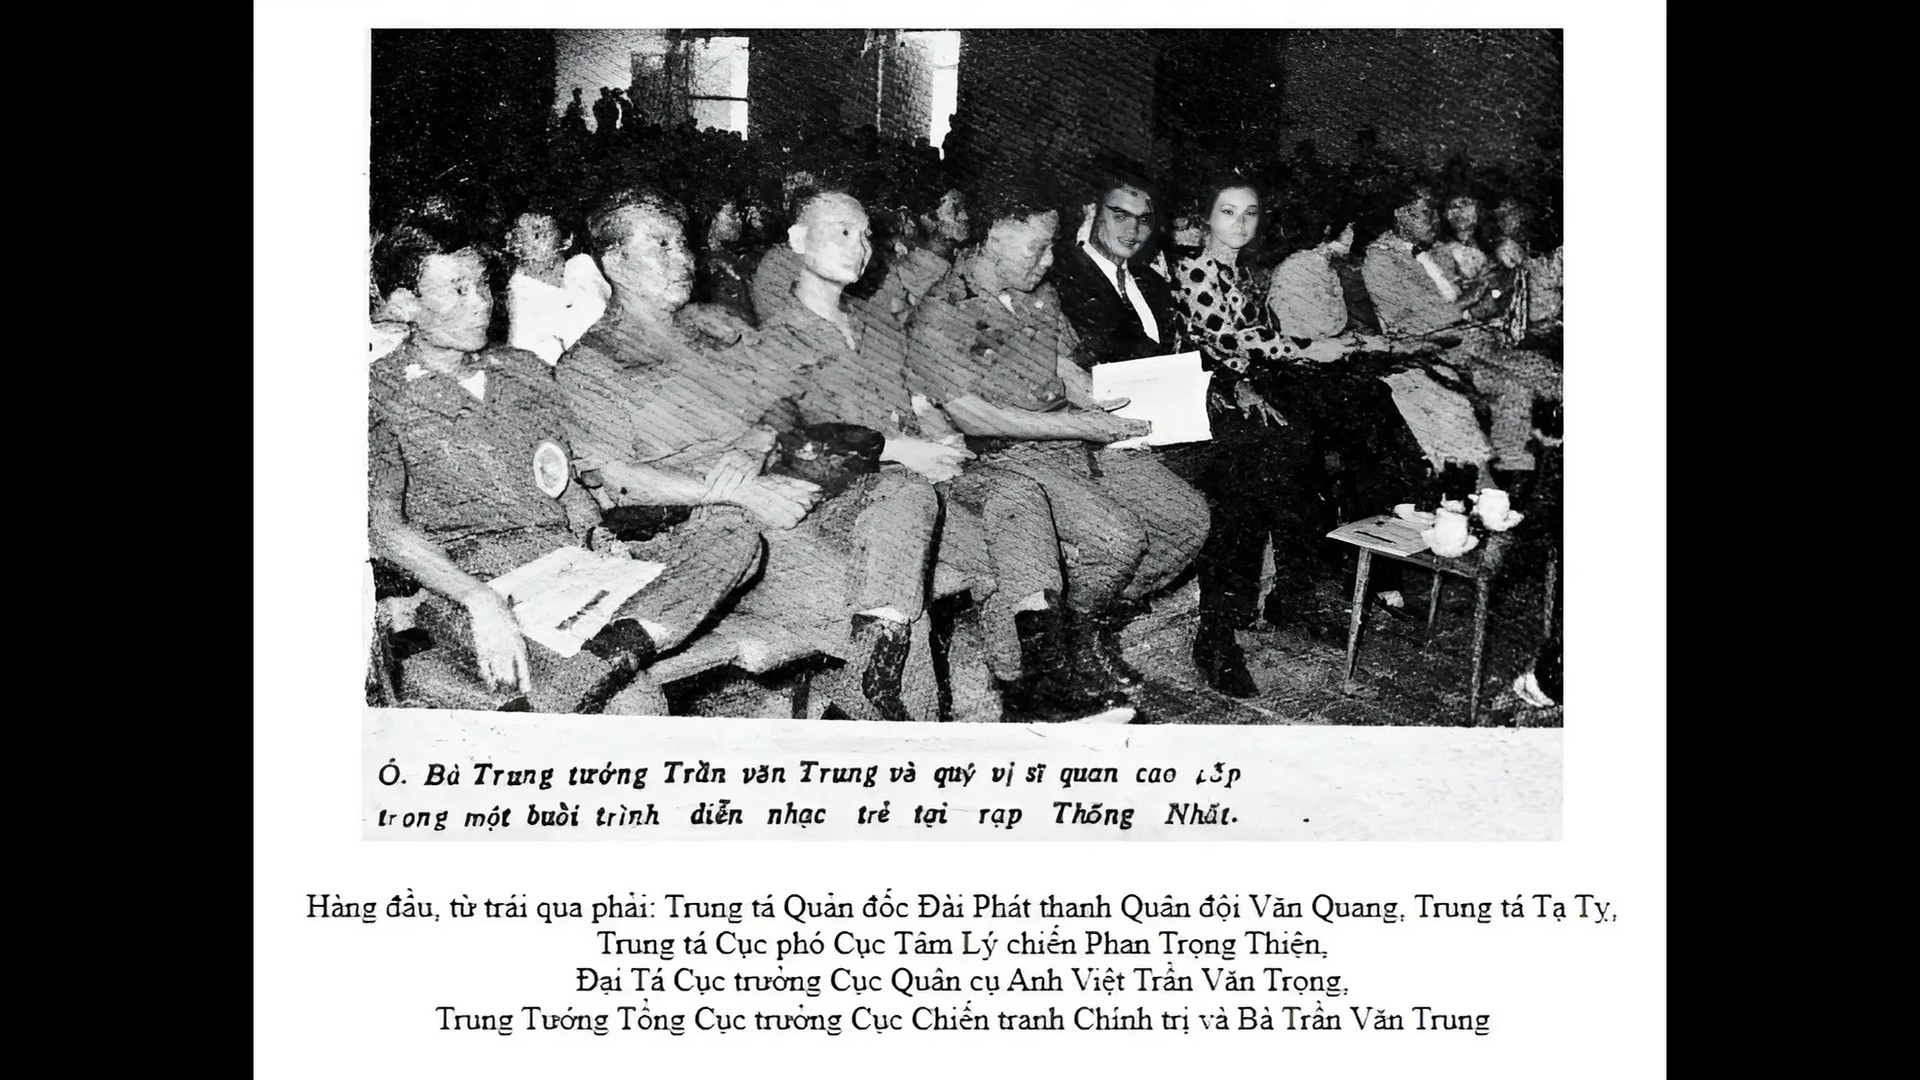 Ô. Bà Trung tướng Trần văn Trung và quý vị sĩ quan cao cấp
trong một buổi trình diễn nhạc trẻ tại rạp Thống Nhất.
Hàng đầu, từ trái qua phải: Trung tá Quản đốc Đài Phát thanh Quân đội Văn Quang, Trung tá Tạ Tỵ,
Trung tá Cục phó Cục Tâm Lý chiến Phan Trọng Thiện,
Đại Tá Cục trưởng Cục Quân cụ Anh Việt Trần Văn Trọng,
Trung Tướng Tổng Cục trưởng Cục Chiến tranh Chính trị và Bà Trần Văn Trung